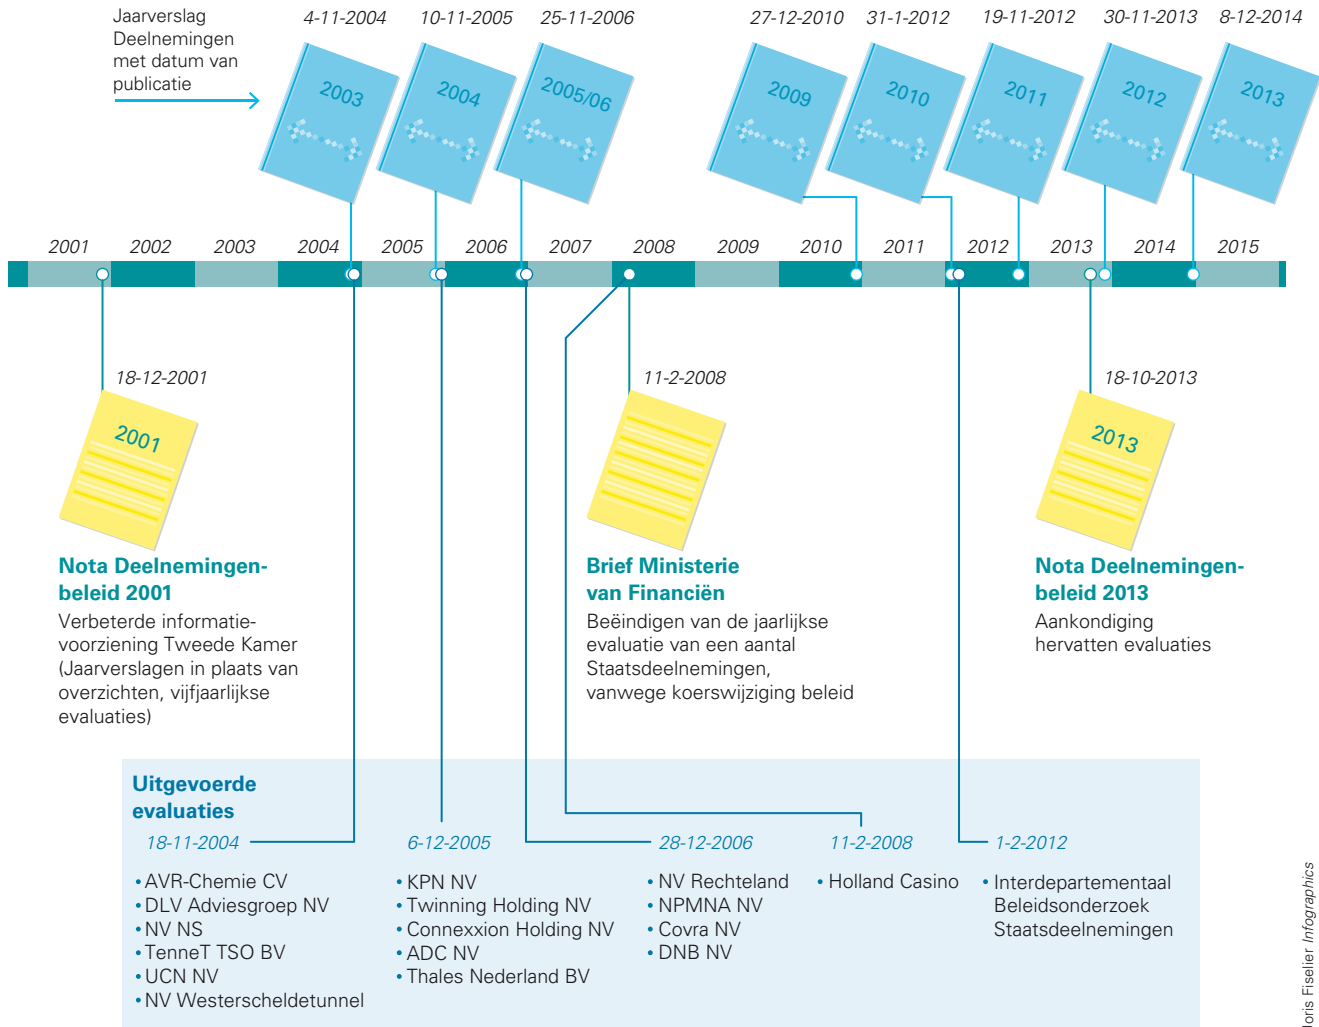 Jaarverslag
Deelnemingen
met datum van
publicatie
4-11-2004
10-11-2005
25-11-2006
27-12-2010
31-1-2012
19-11-2012
30-11-2013
8-12-2014
2003
2004
2005/06
2009
2010
2011
2012
2013
2001
2002
2003
2004
2005
2006
2007
2008
2009
2010
2011
2012
2013
2014
2015
18-12-2001
2001
Nota Deelnemingen-
beleid 2001
Verbeterde informatie-
voorziening Tweede Kamer
(Jaarverslagen in plaats van
overzichten, vijfjaarlijkse
evaluaties)
11-2-2008
Brief Ministerie
van Financiën
Beëindigen van de jaarlijkse
evaluatie van een aantal
Staatsdeelnemingen,
vanwege koerswijziging beleid
18-10-2013
2013
Nota Deelnemingen-
beleid 2013
Aankondiging
hervatten evaluaties
Uitgevoerde
evaluaties
18-11-2004
• AVR-Chemie CV
• DLV Adviesgroep NV
• NV NS
• TenneT TSO BV
• UCN NV
• NV Westerscheldetunnel
6-12-2005
• KPN NV
• Twinning Holding NV
• Connexxion Holding NV
• ADC NV
• Thales Nederland BV
28-12-2006
• NV Rechteland
• NPMNA NV
• Covra NV
• DNB NV
11-2-2008
• Holland Casino
1-2-2012
• Interdepartementaal
Beleidsonderzoek
Staatsdeelnemingen
Joris Fiselier Infographics